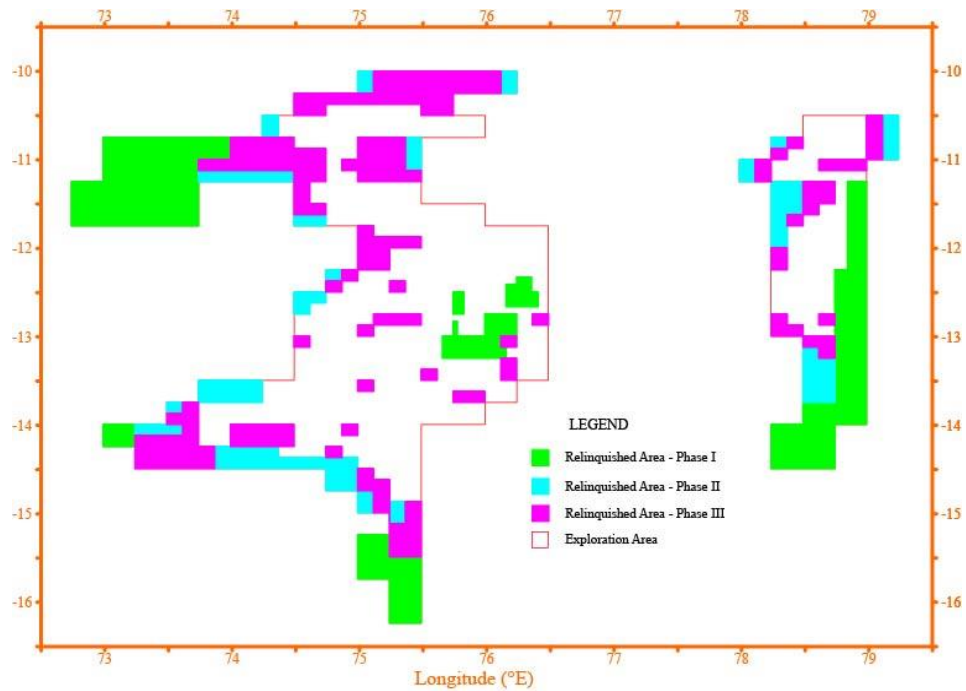 73 74 75 76 77 78 79
-10 -10
-11 -11
-12 -12
-13 -13
-14 -14
LEGEND
Relinquished Area - Phase I
Relinquished Area - Phase II
-15 -15
Relinquished Area - Phase III
Exploration Area
-16 -16
73 74 75 76 77 78 79
Longitude (°E)